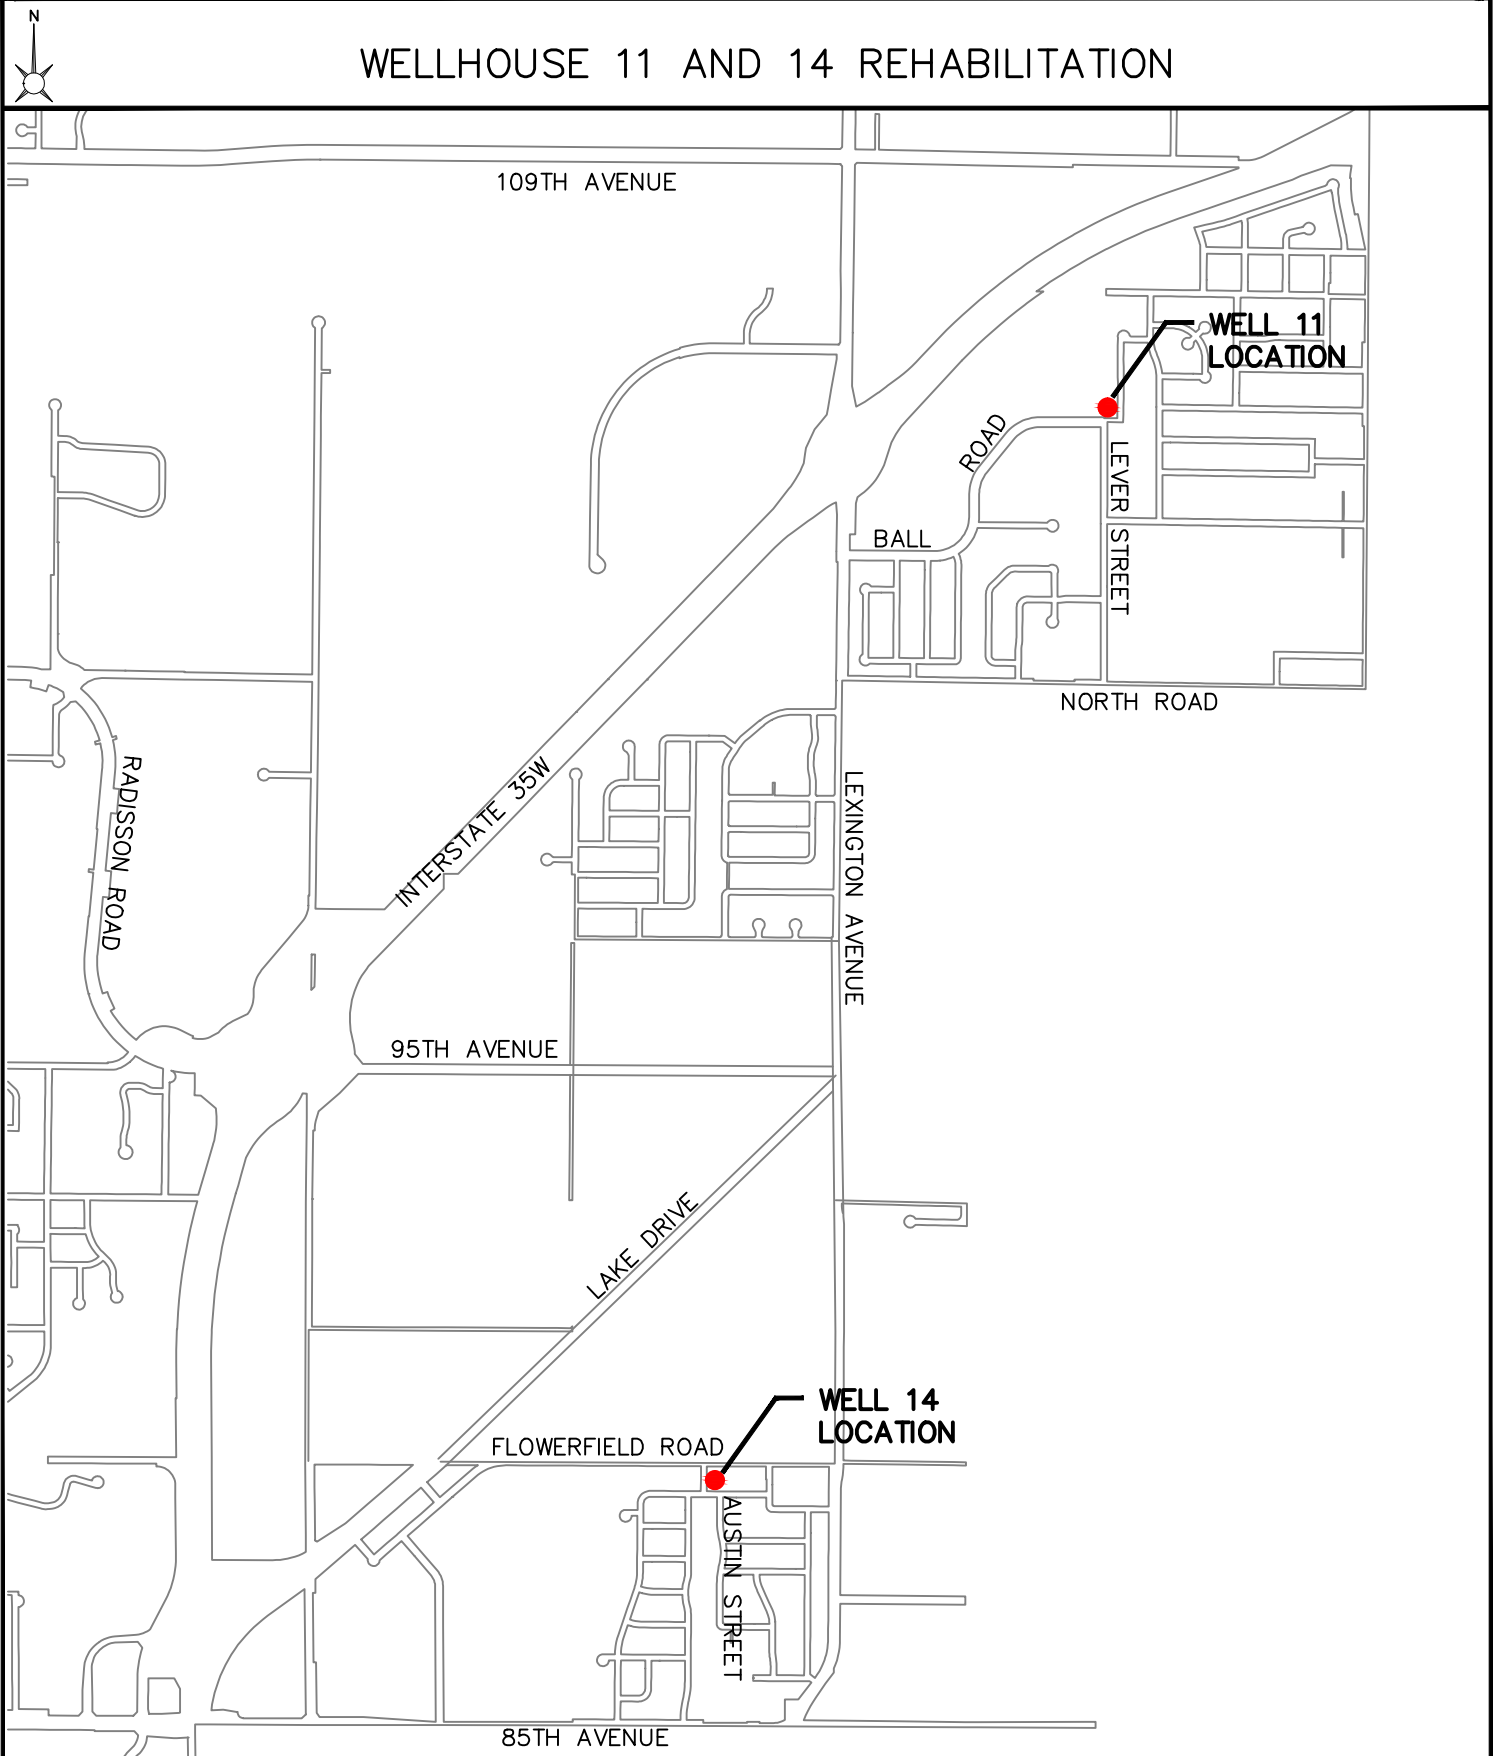 N
WELLHOUSE 11 AND 14 REHABILITATION
109TH AVENUE
WELL 11
LOCATION
ROAD
LEVER STREET
BALL
NORTH ROAD
RADISSON ROAD
INTERSTATE 35W
LEXINGTON AVENUE
95TH AVENUE
LAKE DRIVE
WELL 14
LOCATION
FLOWERFIELD ROAD
AUSTIN STREET
85TH AVENUE